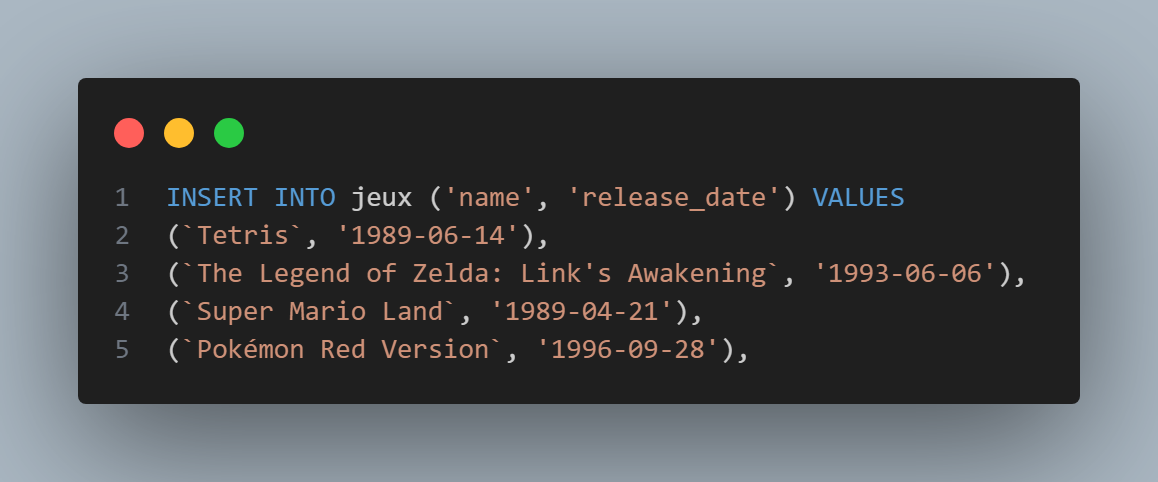 1 INSERT INTO jeux ('name', 'release_date') VALUES
2 (`Tetris`, '1989-06-14'),
3 (`The Legend of Zelda: Link's Awakening`, '1993-06-06'),
4 (`Super Mario Land`, '1989-04-21'),
5 (`Pokémon Red Version`, '1996-09-28'),